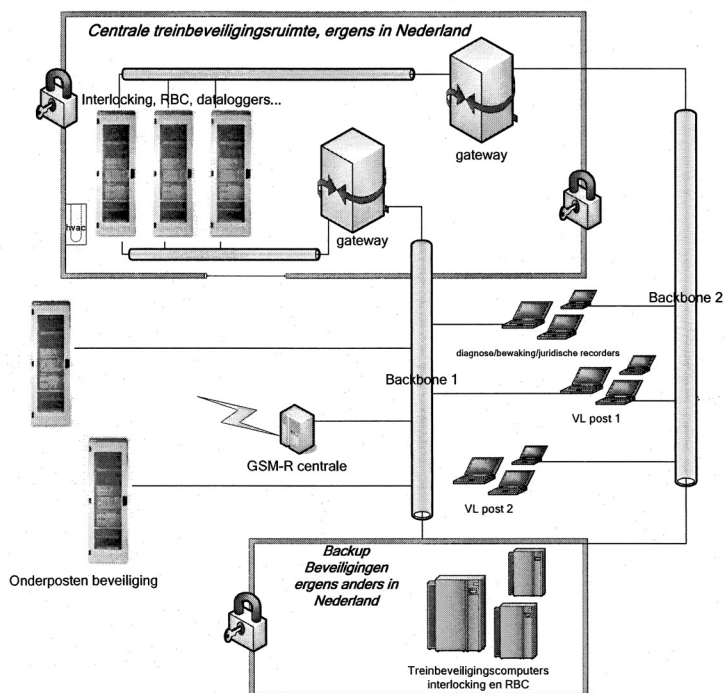 Centrale treinbeveiligingsruimte, ergens in Nederland
Interlocking, RBC, dataloggers...
gateway
gateway
hvac
Backbone 2
diagnose/bewaking/juridische recorders
Backbone 1
VL post 1
GSM-R centrale
VL post 2
Onderposten beveiliging
Backup
Beveiligingen
ergens anders in
Nederland
Treinbeveiligingscomputers
interlocking en RBC